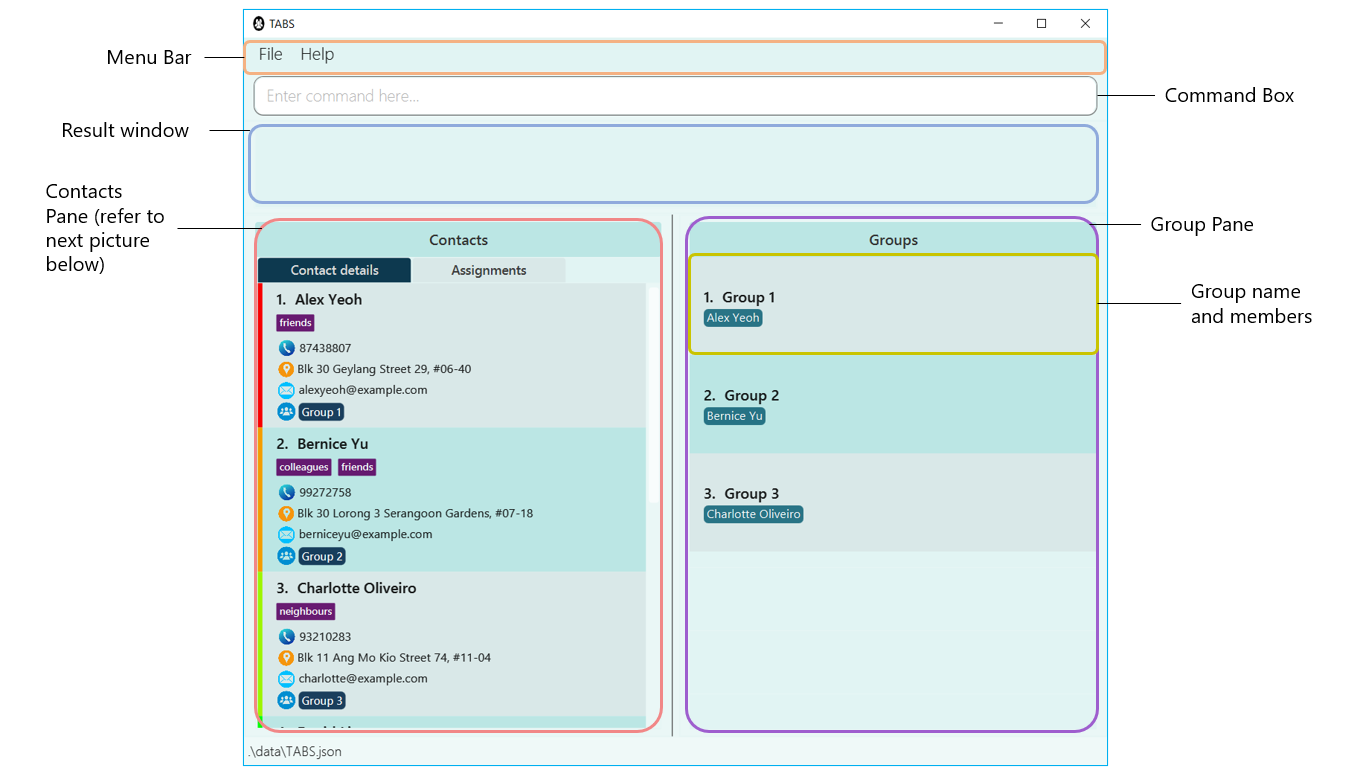 TABS
Menu Bar
File Help
Enter command here...
Command Box
Result window
Contacts
Pane (refer to
next picture
below)
Group Pane
Contacts
Contact details
Assignments
1. Alex Yeoh
friends
87438807
Blk 30 Geylang Street 29, #06-40
alexyeoh@example.com
Group 1
2. Bernice Yu
colleagues friends
99272758
Blk 30 Lorong 3 Serangoon Gardens, #07-18
berniceyu@example.com
Group 2
3. Charlotte Oliveiro
neighbours
93210283
Blk 11 Ang Mo Kio Street 74, #11-04
charlotte@example.com
Group 3
Groups
1. Group 1
Alex Yeoh
2. Group 2
Bernice Yu
3. Group 3
Charlotte Oliveiro
Group name
and members
.\data\TABS.json